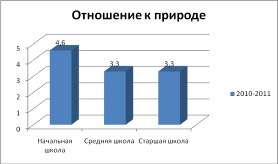 Отношение к природе
5
4
3
2
1
0
4,6
3,3
3,3
Начальная школа
Средняя школа
Старшая школа
2010-2011